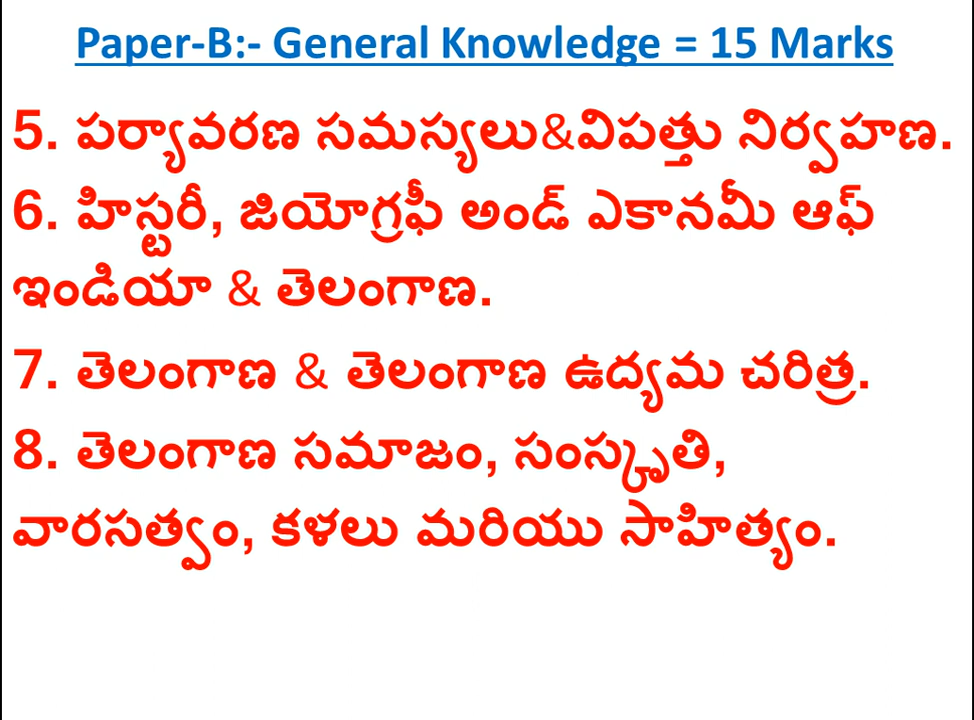 Paper-B:- General Knowledge = 15 Marks
5. పర్యావరణ సమస్యలు&విపత్తు నిర్వహణ.
6. హిస్టరీ, జియోగ్రఫీ అండ్ ఎకానమీ ఆఫ్
ఇండియా & తెలంగాణ.
7. తెలంగాణ & తెలంగాణ ఉద్యమ చరిత్ర.
8. తెలంగాణ సమాజం, సంస్కృతి,
వారసత్వం, కళలు మరియు సాహిత్యం.